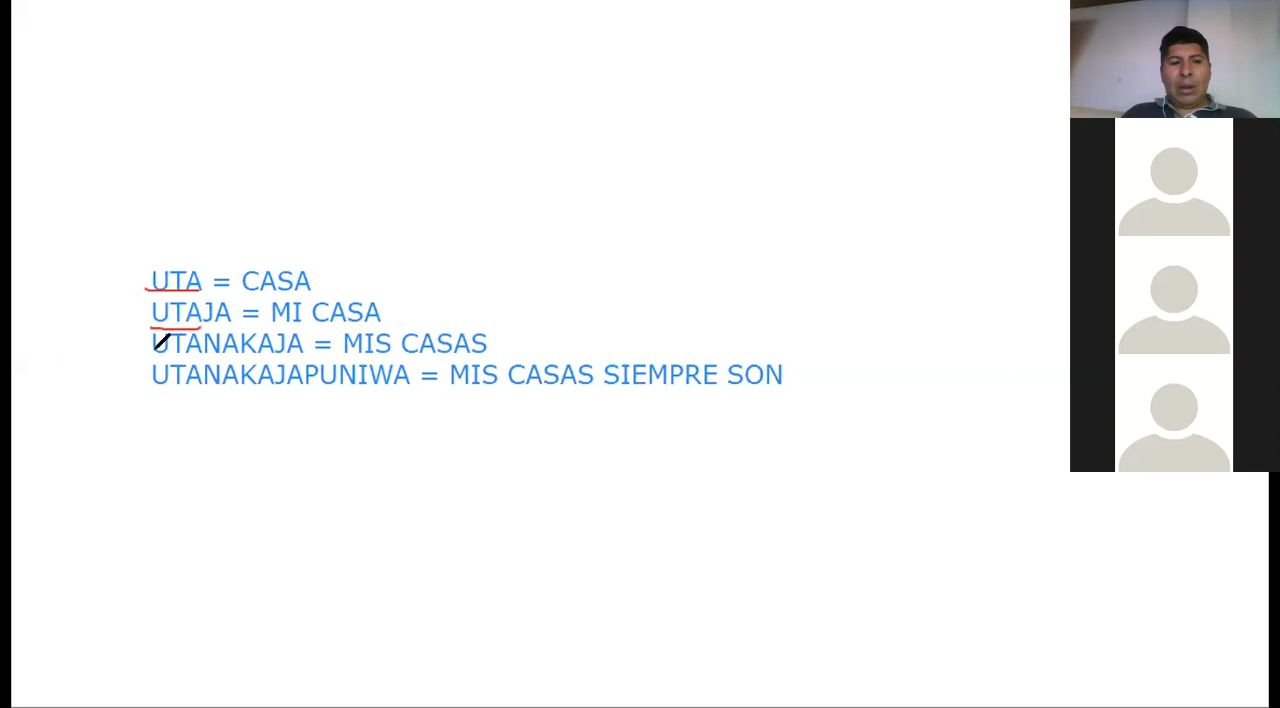 UTA = CASA
UTAJA = MI CASA
UTANAKAJA = MIS CASAS
UTANAKAJAPUNIWA = MIS CASAS SIEMPRE SON